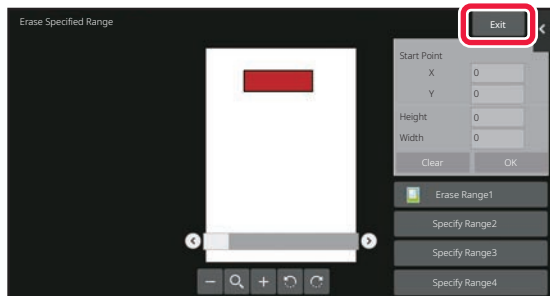 Erase Specified Range
Exit
Start Point
X 0
Y 0
Height 0
Width 0
Clear OK
Erase Range1
Specify Range2
Specify Range3
Specify Range4